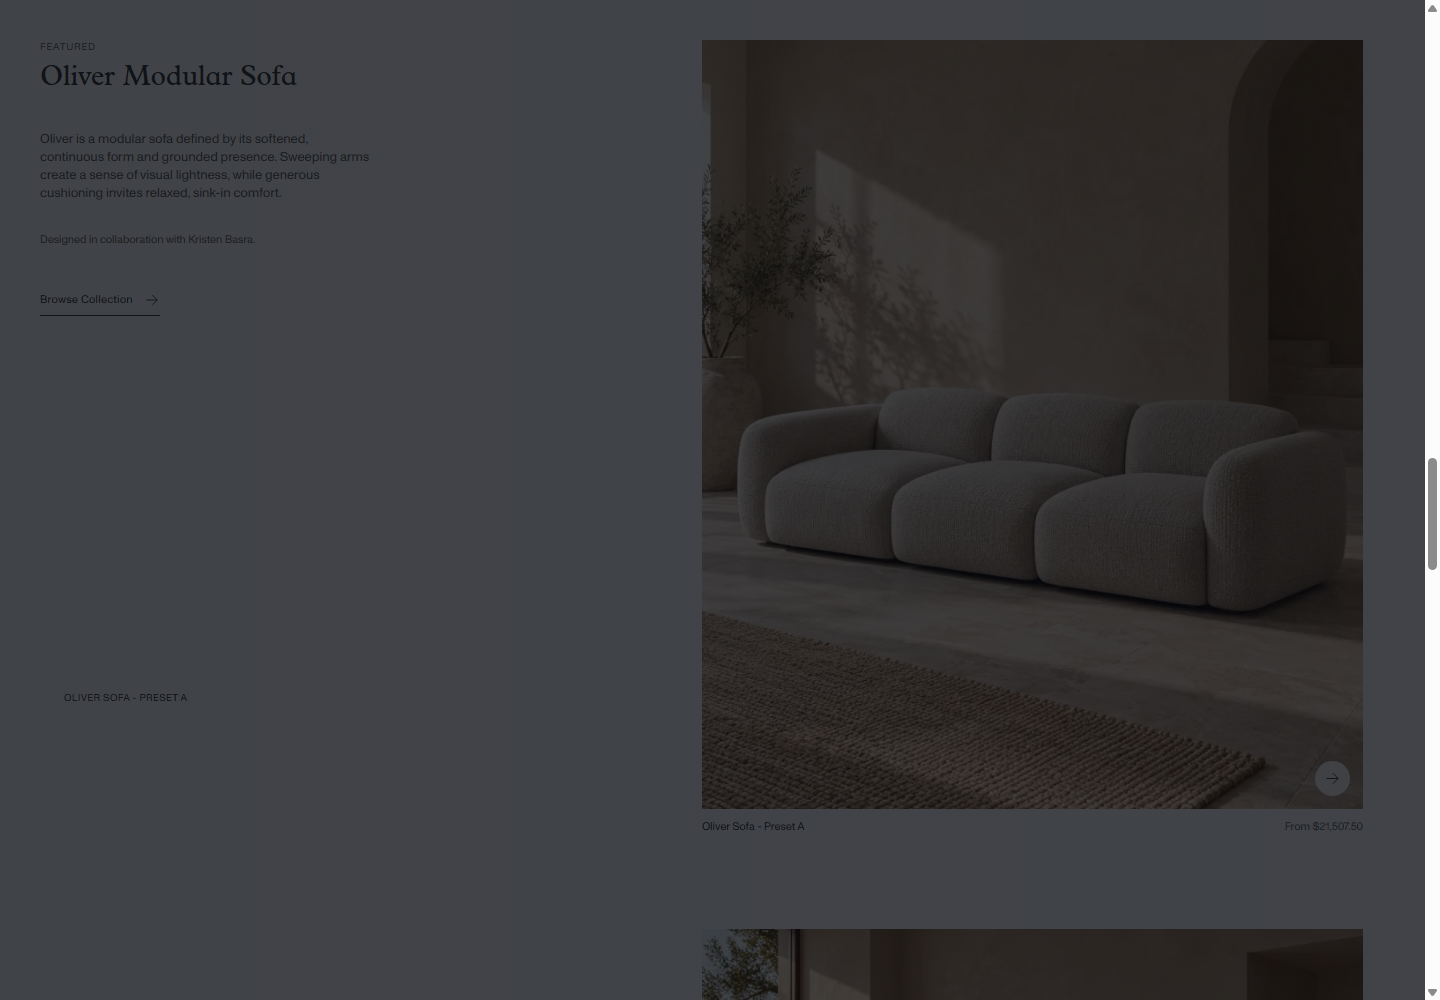 FEATURED
Oliver Modular Sofa
Oliver is a modular sofa defined by its softened,
continuous form and grounded presence. Sweeping arms
create a sense of visual lightness, while generous
cushioning invites relaxed, sink-in comfort.
Designed in collaboration with Kristen Basra.
Browse Collection
OLIVER SOFA - PRESET A
Oliver Sofa - Preset A
From $21,507.50